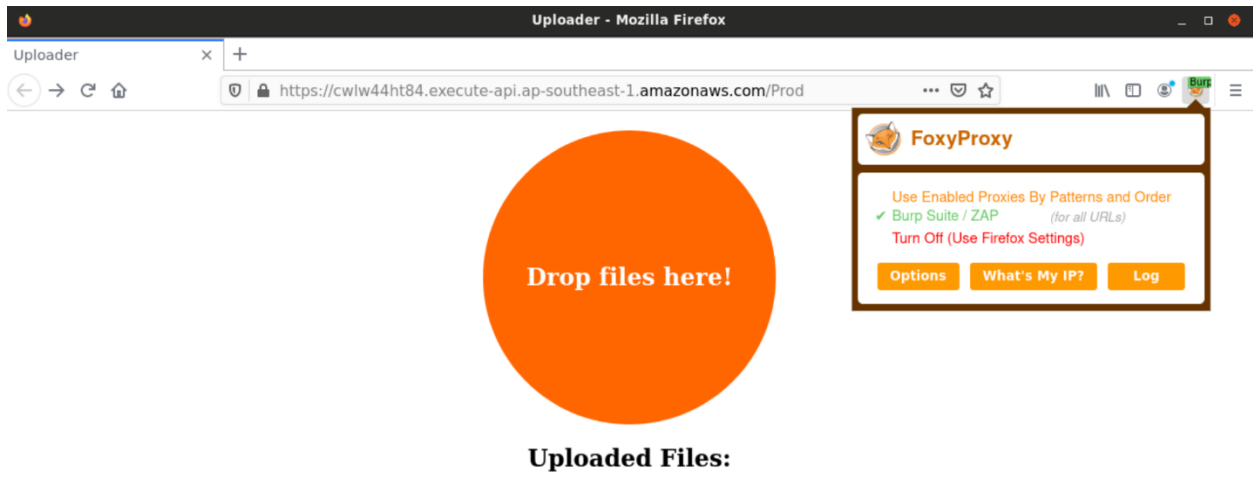 Uploader - Mozilla Firefox
Uploader
https://cwlw44ht84.execute-api.ap-southeast-1.amazonaws.com/Prod
Burp
FoxyProxy
Use Enabled Proxies By Patterns and Order
✔ Burp Suite / ZAP (for all URLs)
Turn Off (Use Firefox Settings)
Options What's My IP? Log
Drop files here!
Uploaded Files: